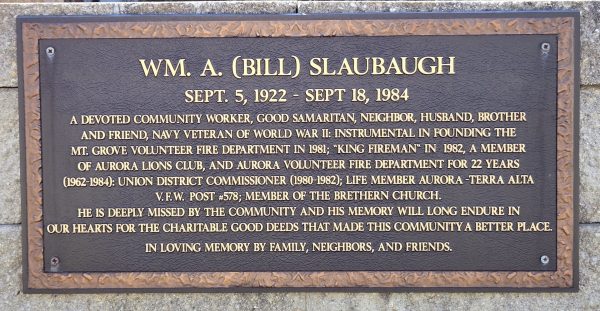 WM. A. (BILL) SLAUBAUGH
SEPT. 5, 1922 - SEPT 18, 1984
A DEVOTED COMMUNITY WORKER, GOOD SAMARITAN, NEIGHBOR, HUSBAND, BROTHER
AND FRIEND, NAVY VETERAN OF WORLD WAR II: INSTRUMENTAL IN FOUNDING THE
MT. GROVE VOLUNTEER FIRE DEPARTMENT IN 1981; "KING FIREMAN" IN 1982, A MEMBER
OF AURORA LIONS CLUB, AND AURORA VOLUNTEER FIRE DEPARTMENT FOR 22 YEARS
(1962-1984): UNION DISTRICT COMMISSIONER (1980-1982); LIFE MEMBER AURORA -TERRA ALTA
V.F.W. POST #578; MEMBER OF THE BRETHERN CHURCH.
HE IS DEEPLY MISSED BY THE COMMUNITY AND HIS MEMORY WILL LONG ENDURE IN
OUR HEARTS FOR THE CHARITABLE GOOD DEEDS THAT MADE THIS COMMUNITY A BETTER PLACE.
IN LOVING MEMORY BY FAMILY, NEIGHBORS, AND FRIENDS.